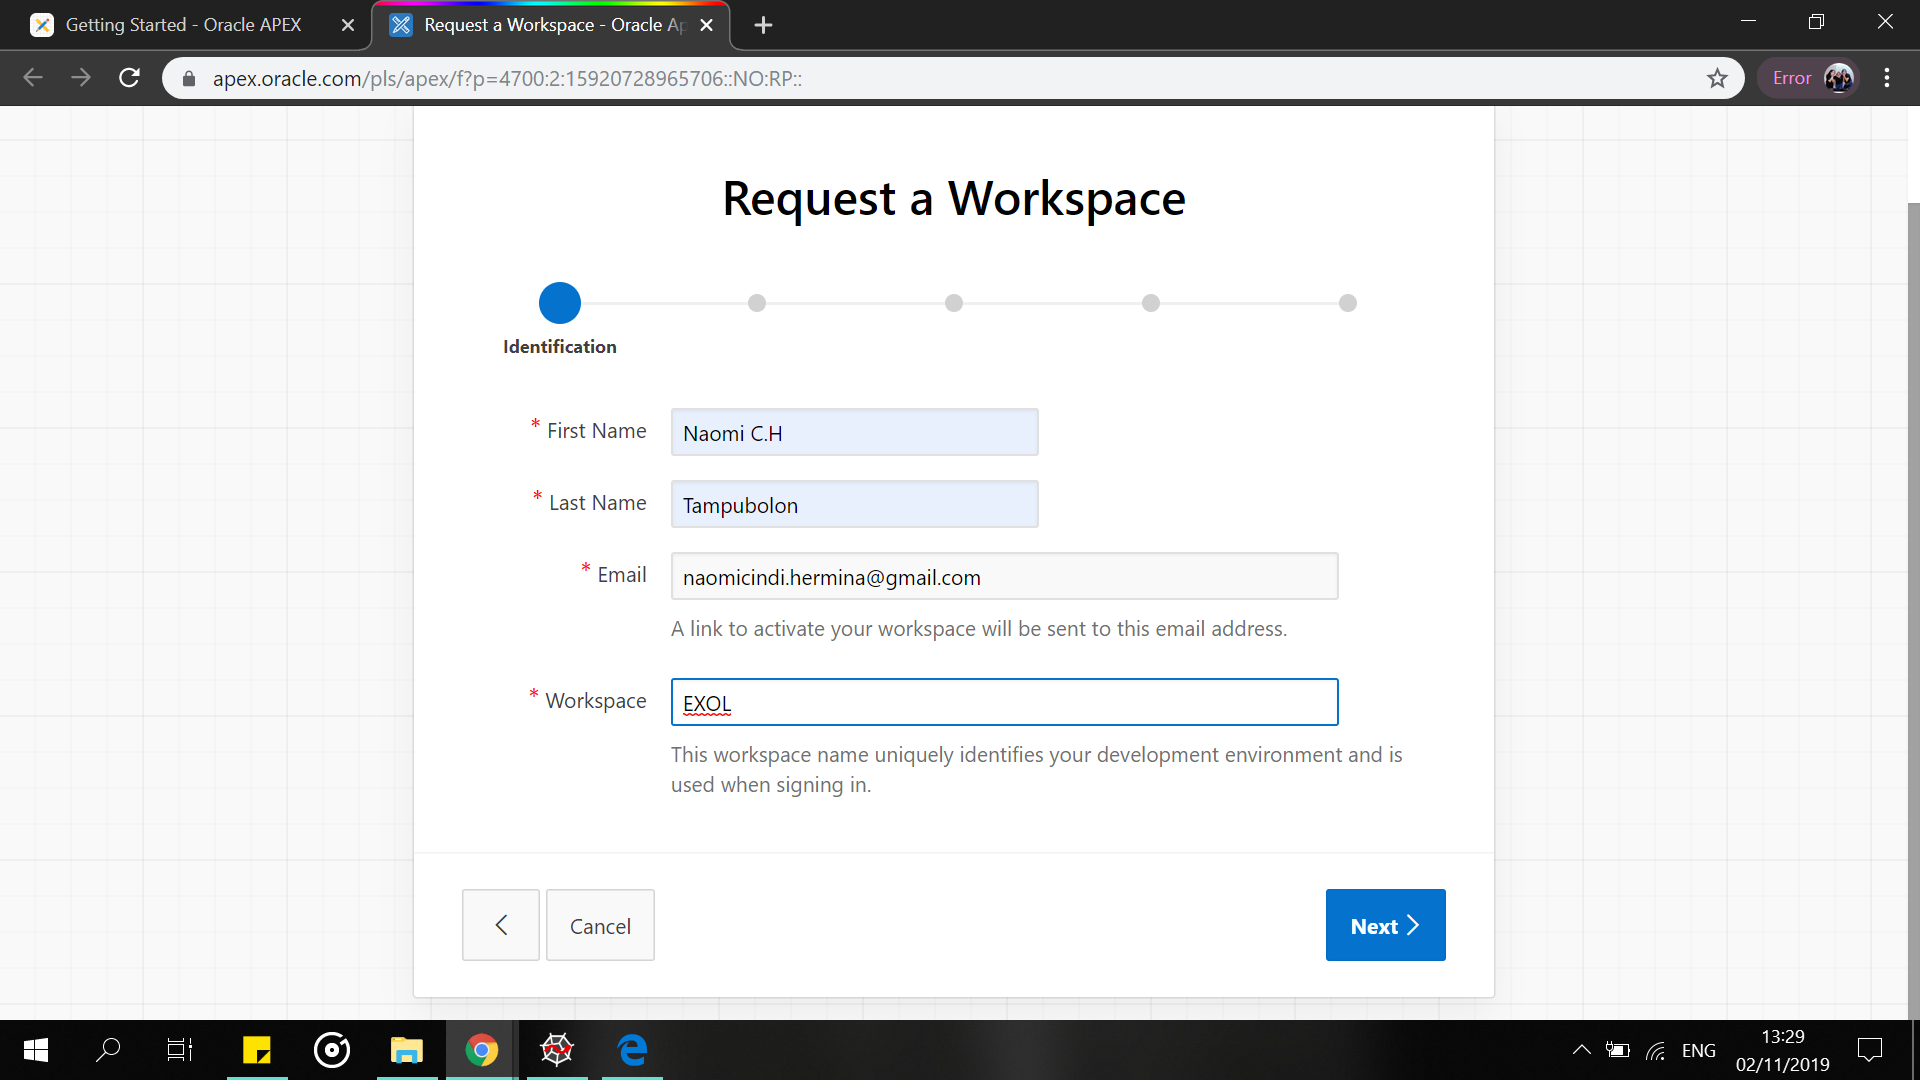 Getting Started - Oracle APEX
Request a Workspace - Oracle Ap
apex.oracle.com/pls/apex/f?p=4700:2:15920728965706::NO:RP::
Error
Request a Workspace
Identification
* First Name
Naomi C.H
* Last Name
Tampubolon
* Email
naomicindi.hermina@gmail.com
A link to activate your workspace will be sent to this email address.
* Workspace
EXOL
This workspace name uniquely identifies your development environment and is
used when signing in.
Cancel
Next
ENG
13:29
02/11/2019